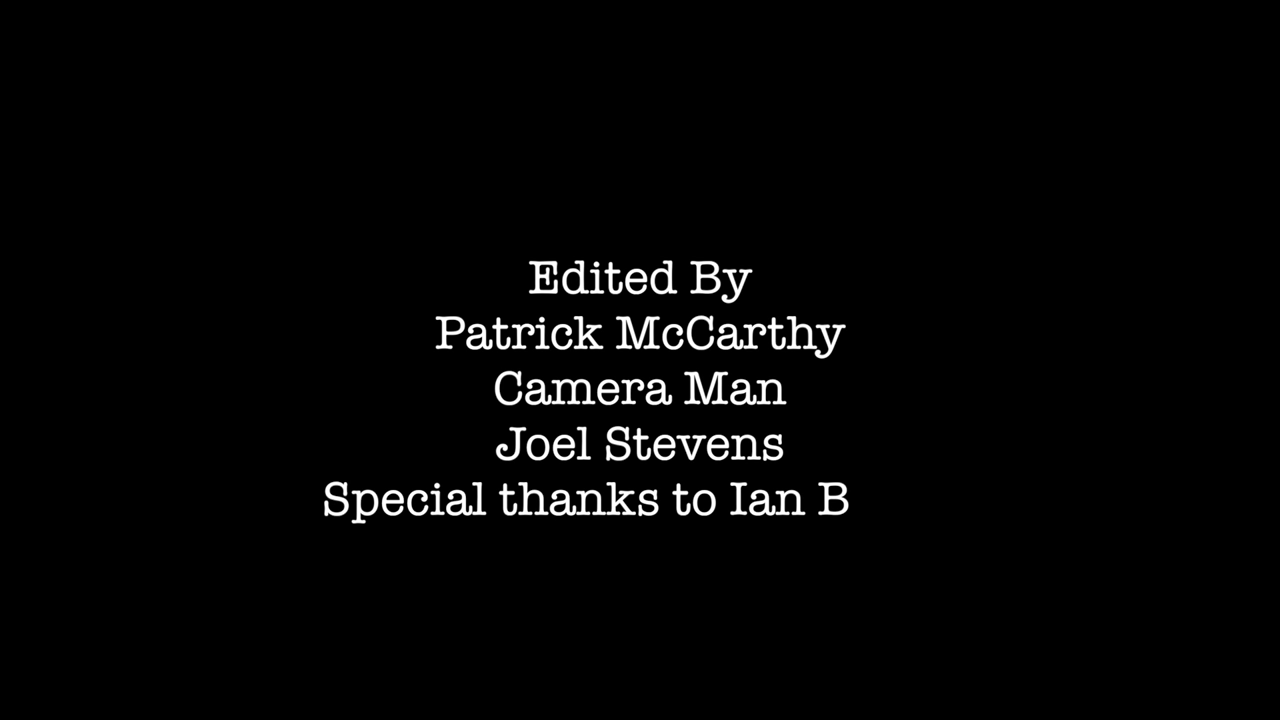 Edited By
Patrick McCarthy
Camera Man
Joel Stevens
Special thanks to Ian B